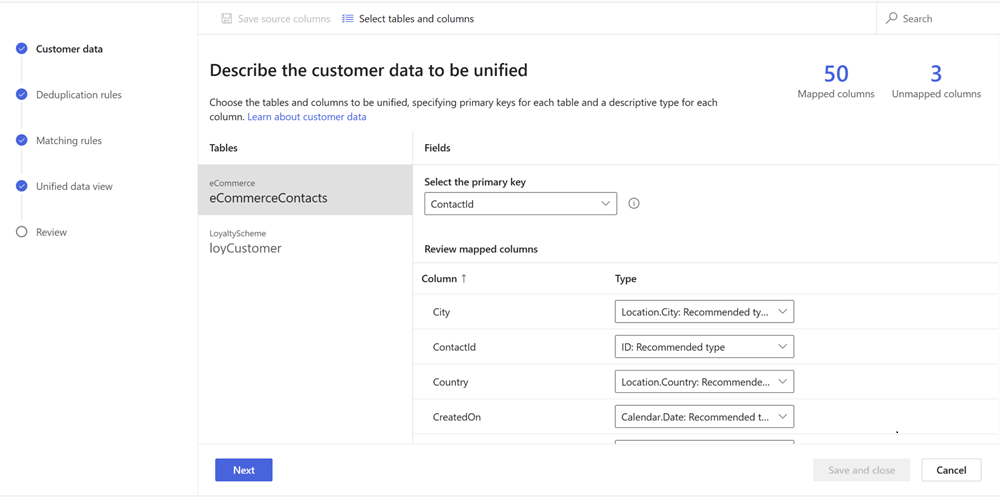 Save source columns
Select tables and columns
Search
Customer data
Deduplication rules
Matching rules
Unified data view
Review
Describe the customer data to be unified
50
Mapped columns
3
Unmapped columns
Choose the tables and columns to be unified, specifying primary keys for each table and a descriptive type for each
column. Learn about customer data
Tables
Fields
eCommerce
eCommerceContacts
LoyaltyScheme
loyCustomer
Select the primary key
ContactId
Review mapped columns
Column ↑
Type
City
Location.City: Recommended ty...
ContactId
ID: Recommended type
Country
Location.Country: Recommende...
CreatedOn
Calendar.Date: Recommended t...
Next
Save and close
Cancel